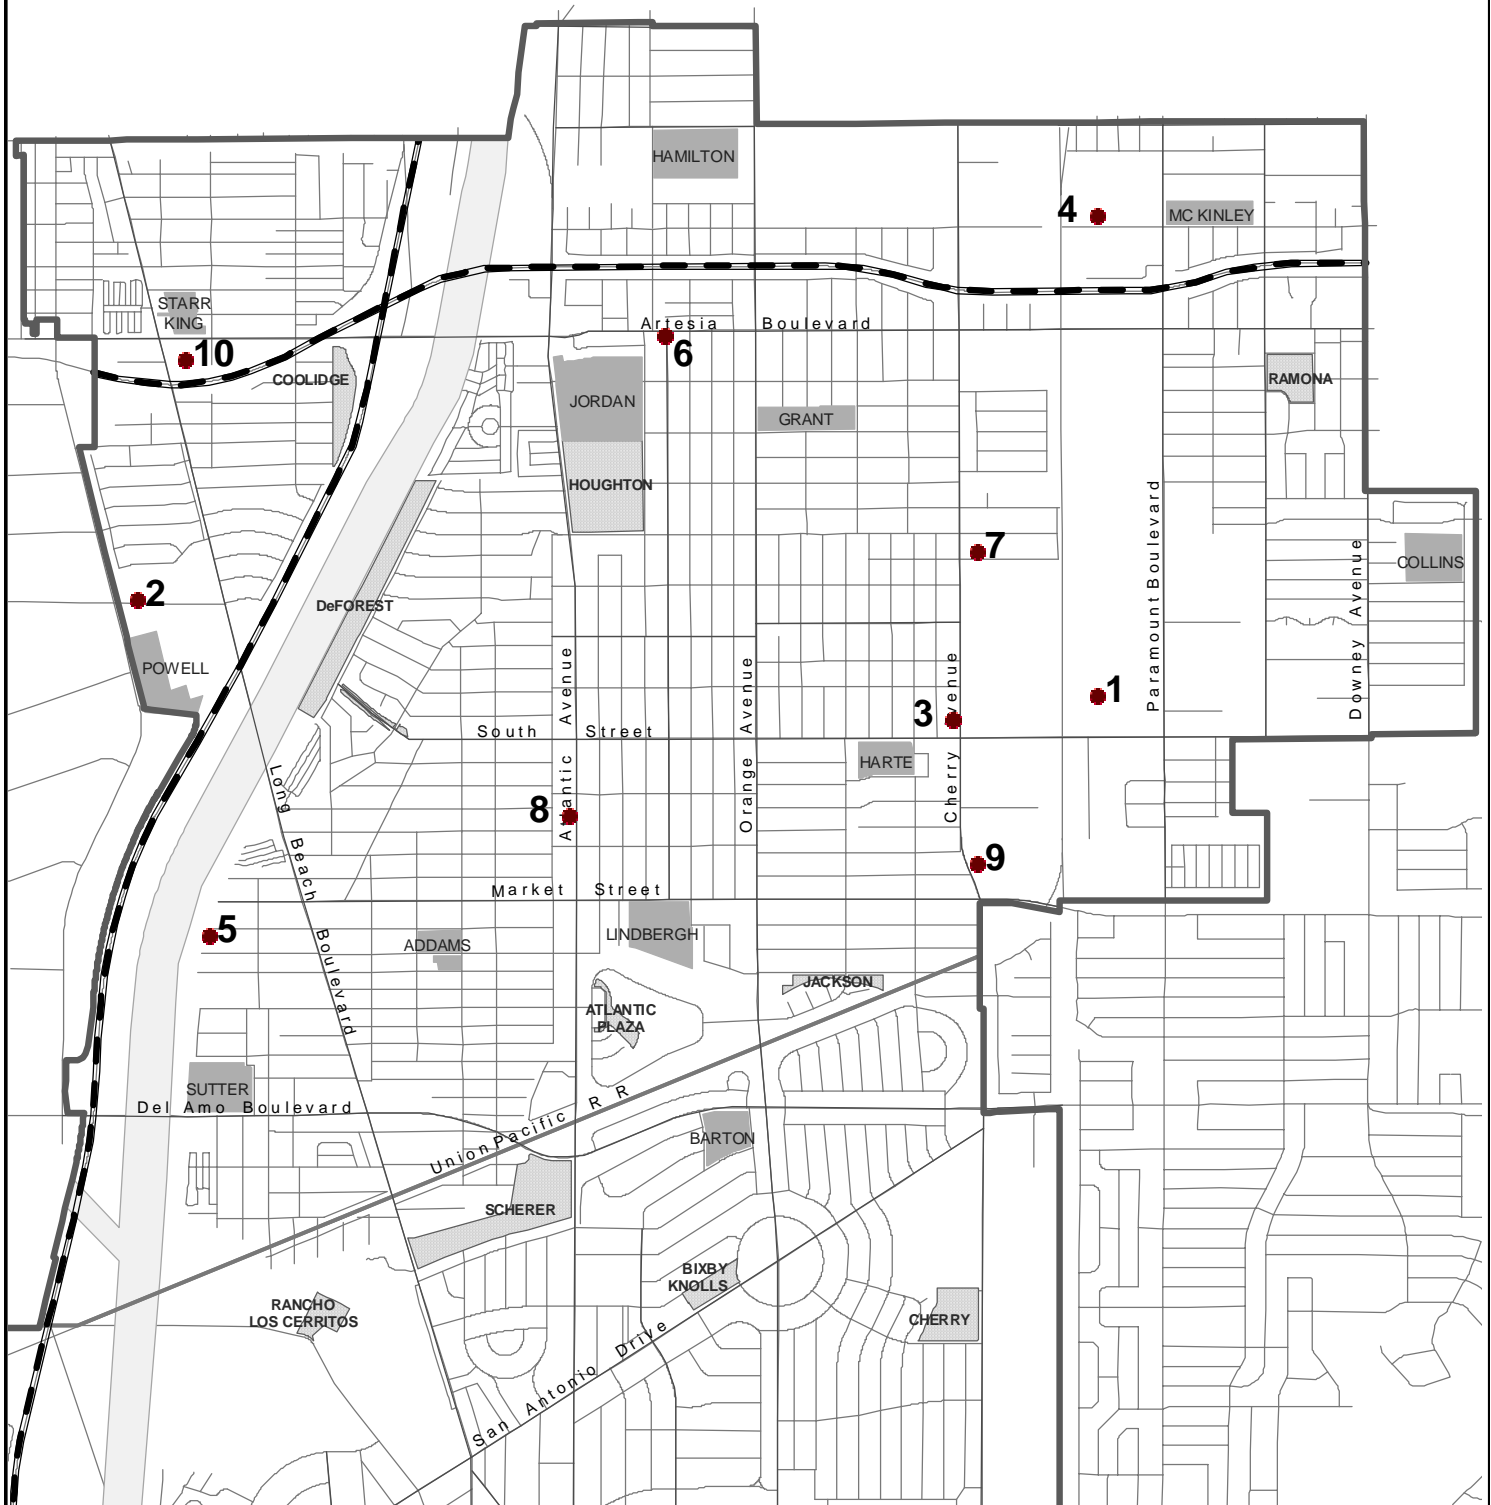 HAMILTON
4
MC KINLEY
STARR
KING
Artesia Boulevard
10
6
COOLIDGE
RAMONA
JORDAN
GRANT
HOUGHTON
Paramount Boulevard
7
Downey Avenue
COLLINS
2
DeFOREST
POWELL
Atlantic Avenue
Orange Avenue
Cherry Avenue
1
3
South Street
HARTE
Long Beach Boulevard
8
9
Market Street
5
ADDAMS
LINDBERGH
JACKSON
ATLANTIC
PLAZA
SUTTER
Del Amo Boulevard
Union Pacific R R
BARTON
SCHERER
BIXBY
KNOLLS
RANCHO
LOS CERRITOS
CHERRY
San Antonio Drive